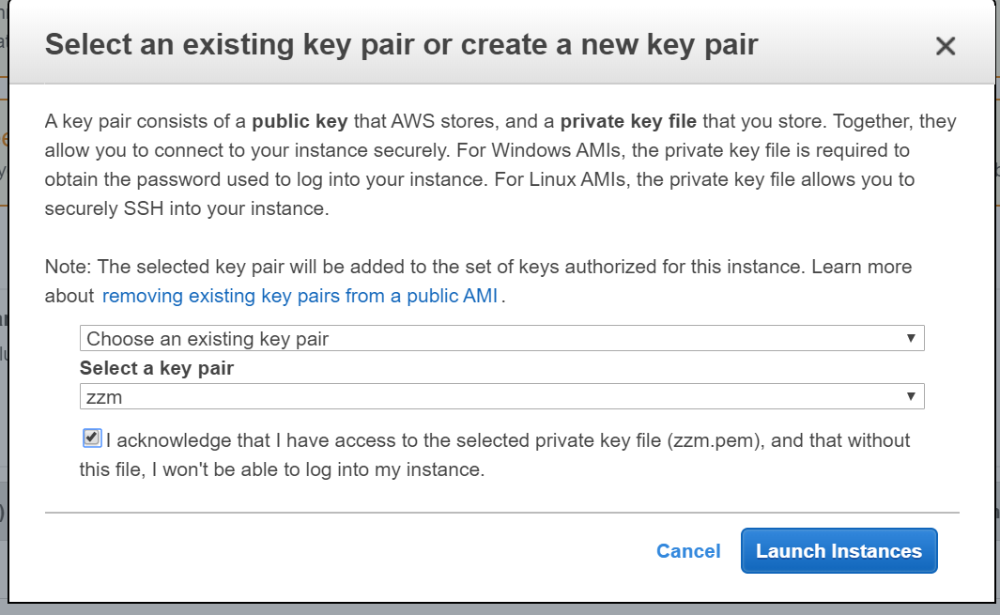 Select an existing key pair or create a new key pair
A key pair consists of a public key that AWS stores, and a private key file that you store. Together, they
allow you to connect to your instance securely. For Windows AMIs, the private key file is required to
obtain the password used to log into your instance. For Linux AMIs, the private key file allows you to
securely SSH into your instance.
Note: The selected key pair will be added to the set of keys authorized for this instance. Learn more
about removing existing key pairs from a public AMI.
Choose an existing key pair
Select a key pair
zzm
I acknowledge that I have access to the selected private key file (zzm.pem), and that without
this file, I won't be able to log into my instance.
Cancel Launch Instances